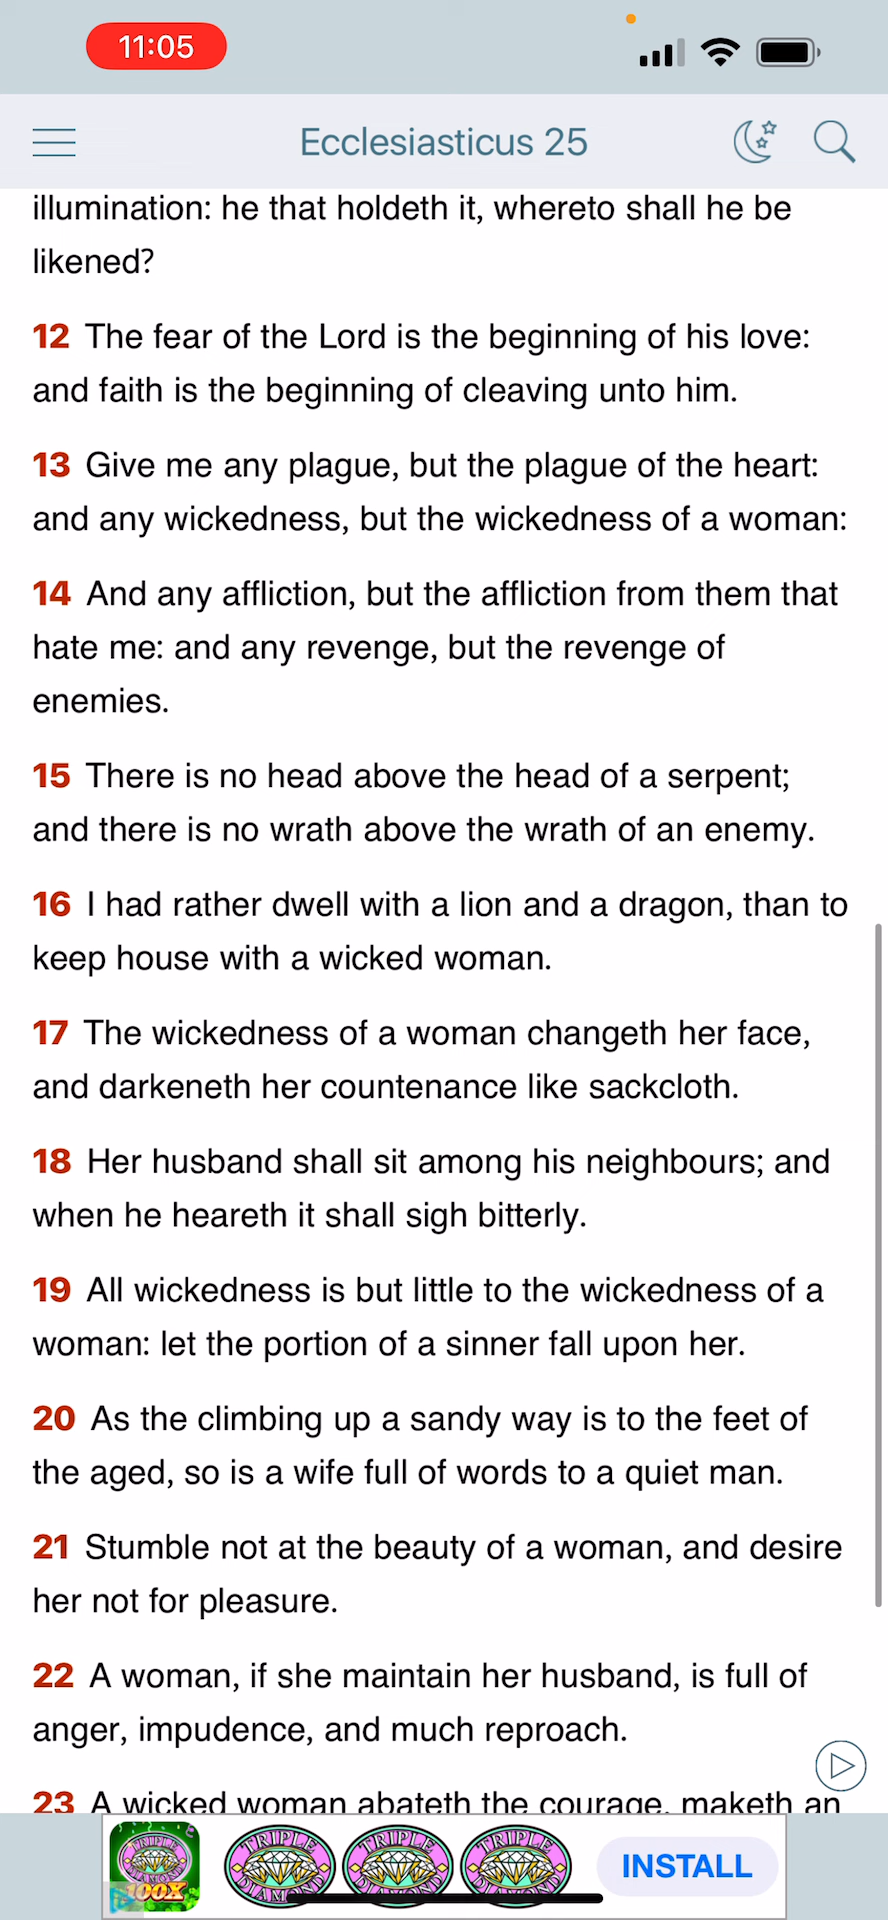 11:05
Ecclesiasticus 25
illumination: he that holdeth it, whereto shall he be
likened?
12 The fear of the Lord is the beginning of his love:
and faith is the beginning of cleaving unto him.
13 Give me any plague, but the plague of the heart:
and any wickedness, but the wickedness of a woman:
14 And any affliction, but the affliction from them that
hate me: and any revenge, but the revenge of
enemies.
15 There is no head above the head of a serpent;
and there is no wrath above the wrath of an enemy.
16 I had rather dwell with a lion and a dragon, than to
keep house with a wicked woman.
17 The wickedness of a woman changeth her face,
and darkeneth her countenance like sackcloth.
18 Her husband shall sit among his neighbours; and
when he heareth it shall sigh bitterly.
19 All wickedness is but little to the wickedness of a
woman: let the portion of a sinner fall upon her.
20 As the climbing up a sandy way is to the feet of
the aged, so is a wife full of words to a quiet man.
21 Stumble not at the beauty of a woman, and desire
her not for pleasure.
22 A woman, if she maintain her husband, is full of
anger, impudence, and much reproach.
23 A wicked woman abateth the courage, maketh an
TRIPLE DIAMOND 100X
TRIPLE DIAMOND
TRIPLE DIAMOND
TRIPLE DIAMOND
INSTALL